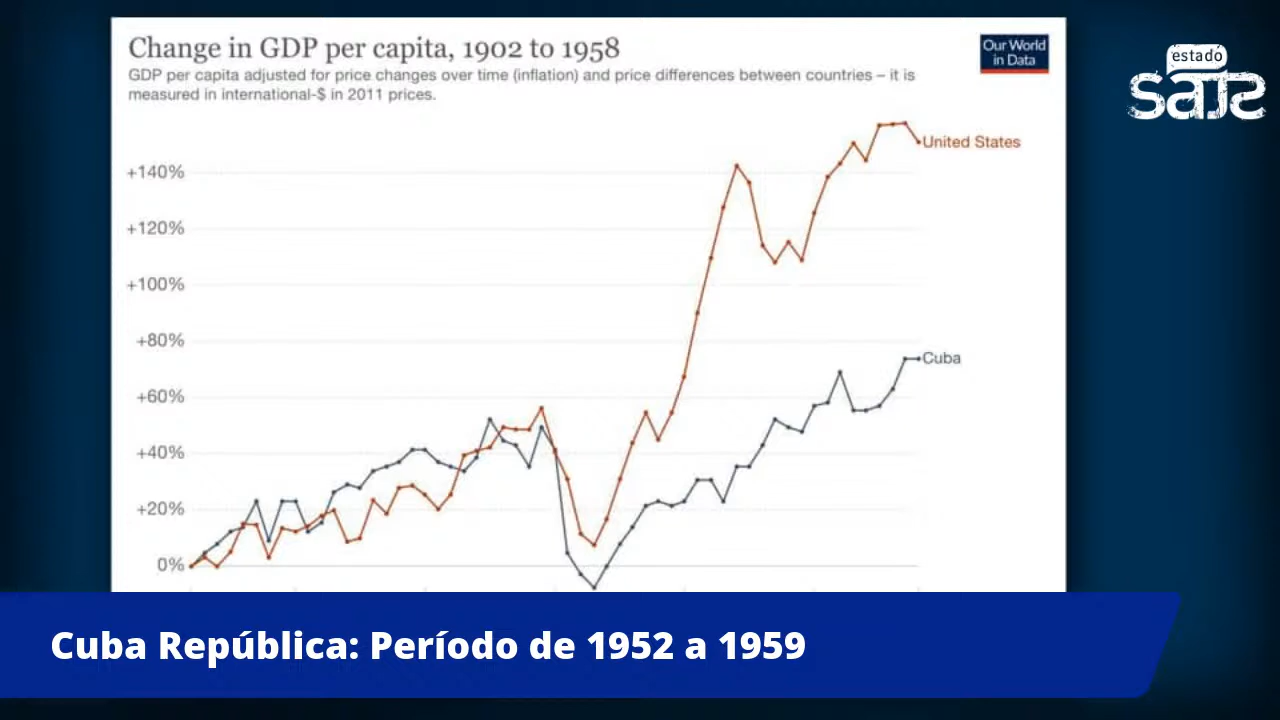 Change in GDP per capita, 1902 to 1958
GDP per capita adjusted for price changes over time (inflation) and price differences between countries – it is
measured in international-$ in 2011 prices.
Our World
in Data
estado
sats
United States
+140%
+120%
+100%
+80%
Cuba
+60%
+40%
+20%
0%
Cuba República: Período de 1952 a 1959